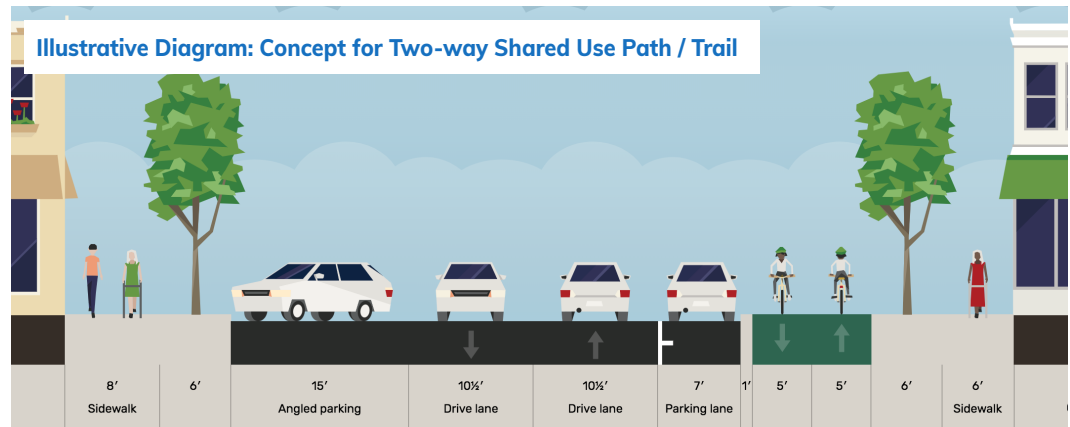 Illustrative Diagram: Concept for Two-way Shared Use Path / Trail
8′ 6′ 15′ 10½′ 10½′ 7′ 1′ 5′ 5′ 6′ 6′
Sidewalk Angled parking Drive lane Drive lane Parking lane Sidewalk